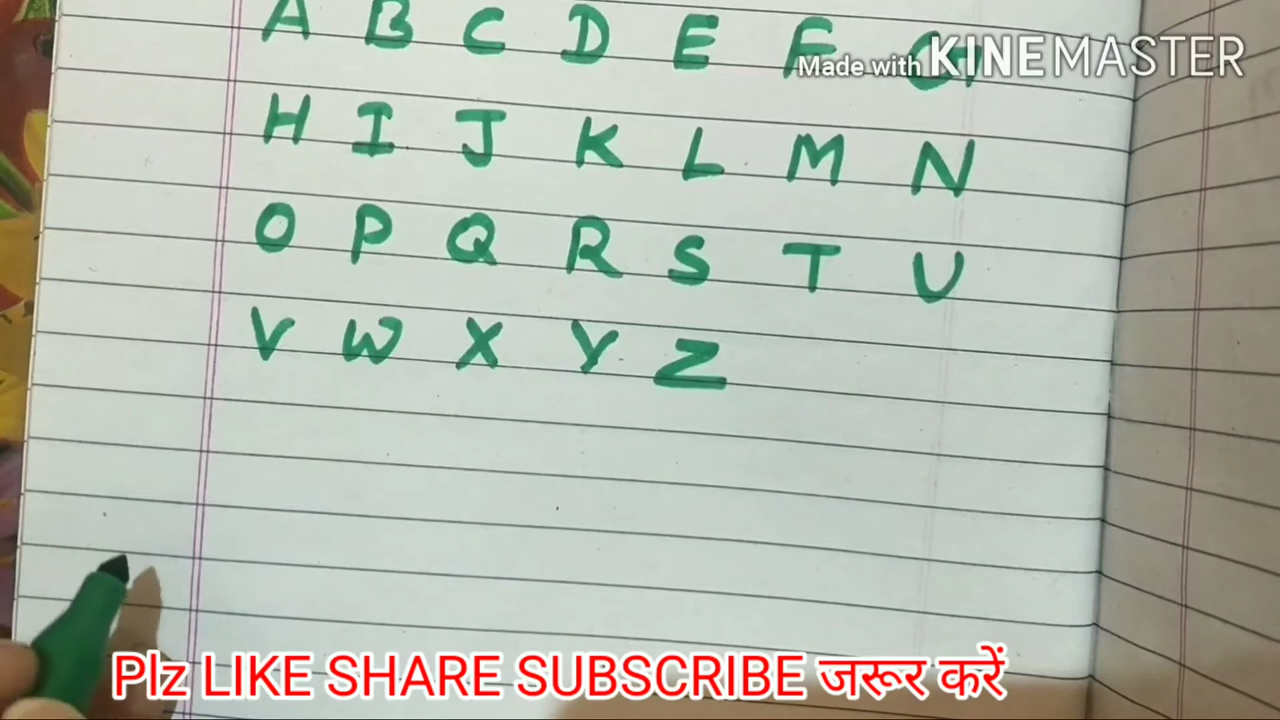 A B C D E F G
Made with KINEMASTER
H I J K L M N
O P Q R S T U
V W X Y Z
Plz LIKE SHARE SUBSCRIBE जरूर करें